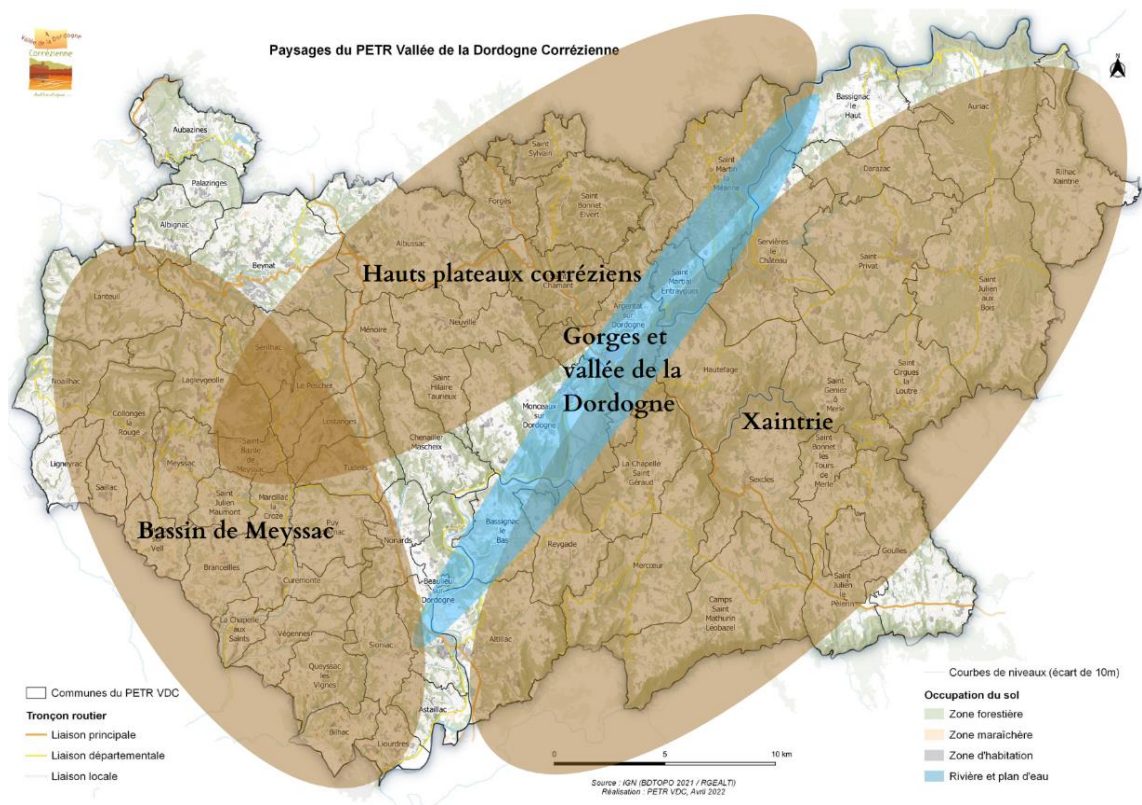 Vallée de la Dordogne
Corrézienne
Paysages du PETR Vallée de la Dordogne Corrézienne
N
Aubazines
Palazinges
Albignac
Beynat
Bassignac
le
Haut
Auriac
Saint
Sylvain
Forgès
Saint
Bonnet
Elvert
Saint
Martin
la
Méanne
Darazac
Rilhac
Xaintrie
Albussac
Servières
le
Château
Saint
Privat
Hauts plateaux corréziens
Saint
Martial
Entraygues
Saint
Julien
aux
Bois
Chamant
Argentat
sur
Dordogne
Lanteuil
Neuville
Ménoire
Sérilhac
Gorges et
vallée de la
Dordogne
Noailhac
Lagleygeolle
Le Pescher
Saint
Hilaire
Taurieux
Hautefage
Saint
Cirgues
la
Loutre
Saint
Geniez
ô
Merle
Collonges
la
Rouge
Lostanges
Monceaux
sur
Dordogne
Xaintrie
Saint
Bazile
de
Meyssac
Chenailler
Mascheix
Saint
Bonnet
les
Tours
de
Merle
Ligneyrac
Meyssac
Tudeils
La Chapelle
Saint
Géraud
Sexcles
Saillac
Saint
Julien
Maumont
Marcillac
la
Croze
Bassin de Meyssac
Puy
Bassignac
le
Bas
Nonards
Reygade
Goulles
Branceilles
Mercœur
Curemonte
Beaulieu
sur
Dordogne
Saint
Julien
le
Pèlerin
Camps
Saint
Mathurin
Léobazel
La Chapelle
aux
Saints
Végennes
Sioniac
Altillac
Queyssac
les
Vignes
Astaillac
Bilhac
Liourdres
Communes du PETR VDC
Tronçon routier
Liaison principale
Liaison départementale
Liaison locale
0 5 10 km
Source : IGN (BDTOPO 2021 / RGEALTI)
Réalisation : PETR VDC, Avril 2022
Courbes de niveaux (écart de 10m)
Occupation du sol
Zone forestière
Zone maraîchère
Zone d'habitation
Rivière et plan d'eau